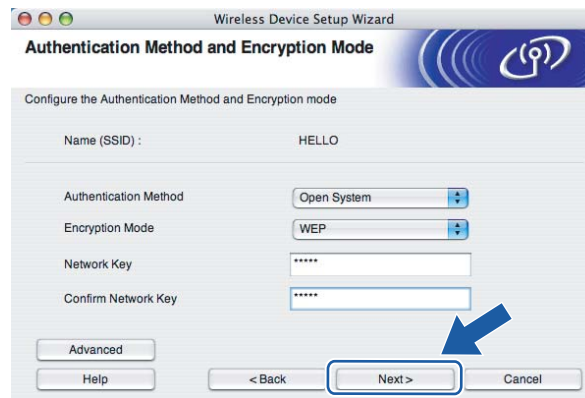 Wireless Device Setup Wizard
Authentication Method and Encryption Mode
Configure the Authentication Method and Encryption mode
Name (SSID) : HELLO
Authentication Method Open System
Encryption Mode WEP
Network Key *****
Confirm Network Key *****
Advanced
Help < Back Next > Cancel